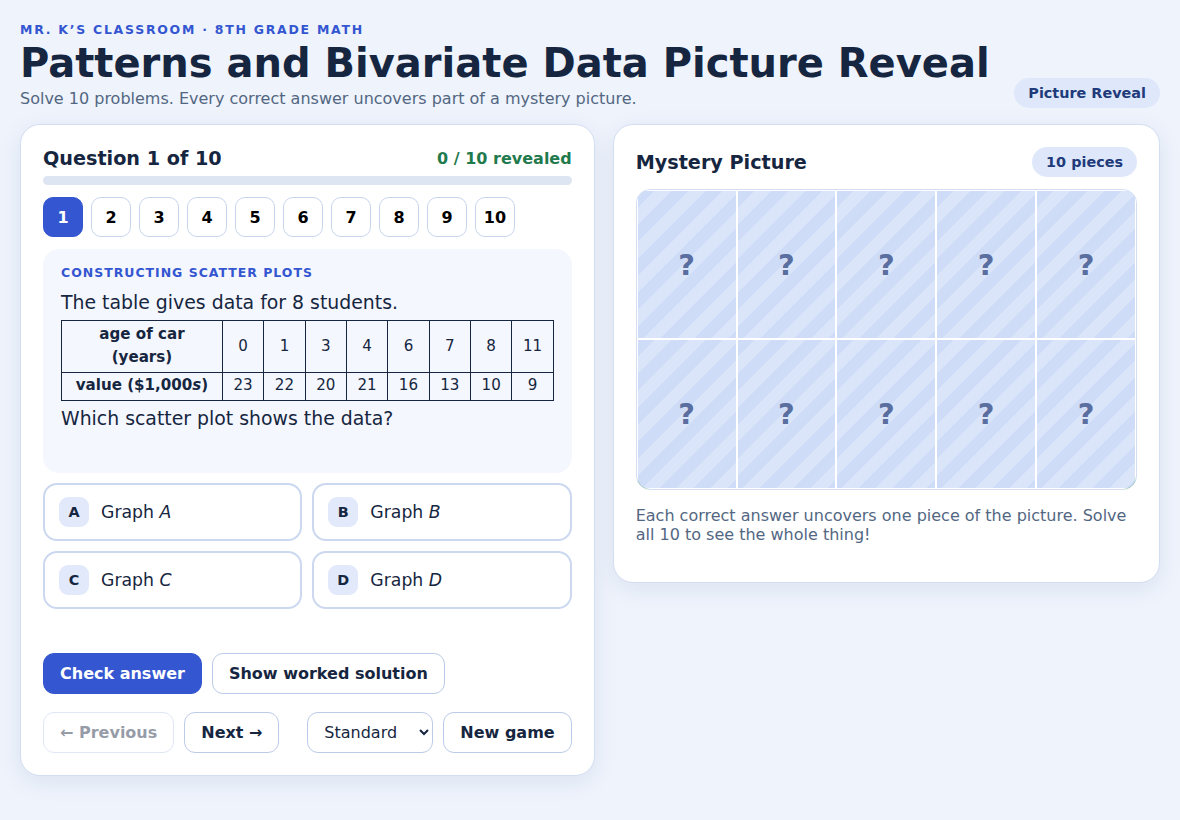 MR. K’S CLASSROOM · 8TH GRADE MATH
Patterns and Bivariate Data Picture Reveal
Solve 10 problems. Every correct answer uncovers part of a mystery picture.
Picture Reveal
Question 1 of 10
0 / 10 revealed
1 2 3 4 5 6 7 8 9 10
CONSTRUCTING SCATTER PLOTS
The table gives data for 8 students.
age of car
(years)
0 1 3 4 6 7 8 11
value ($1,000s) 23 22 20 21 16 13 10 9
Which scatter plot shows the data?
A Graph A
B Graph B
C Graph C
D Graph D
Check answer
Show worked solution
← Previous
Next →
Standard
New game
Mystery Picture
10 pieces
? ? ? ? ?
? ? ? ? ?
Each correct answer uncovers one piece of the picture. Solve
all 10 to see the whole thing!